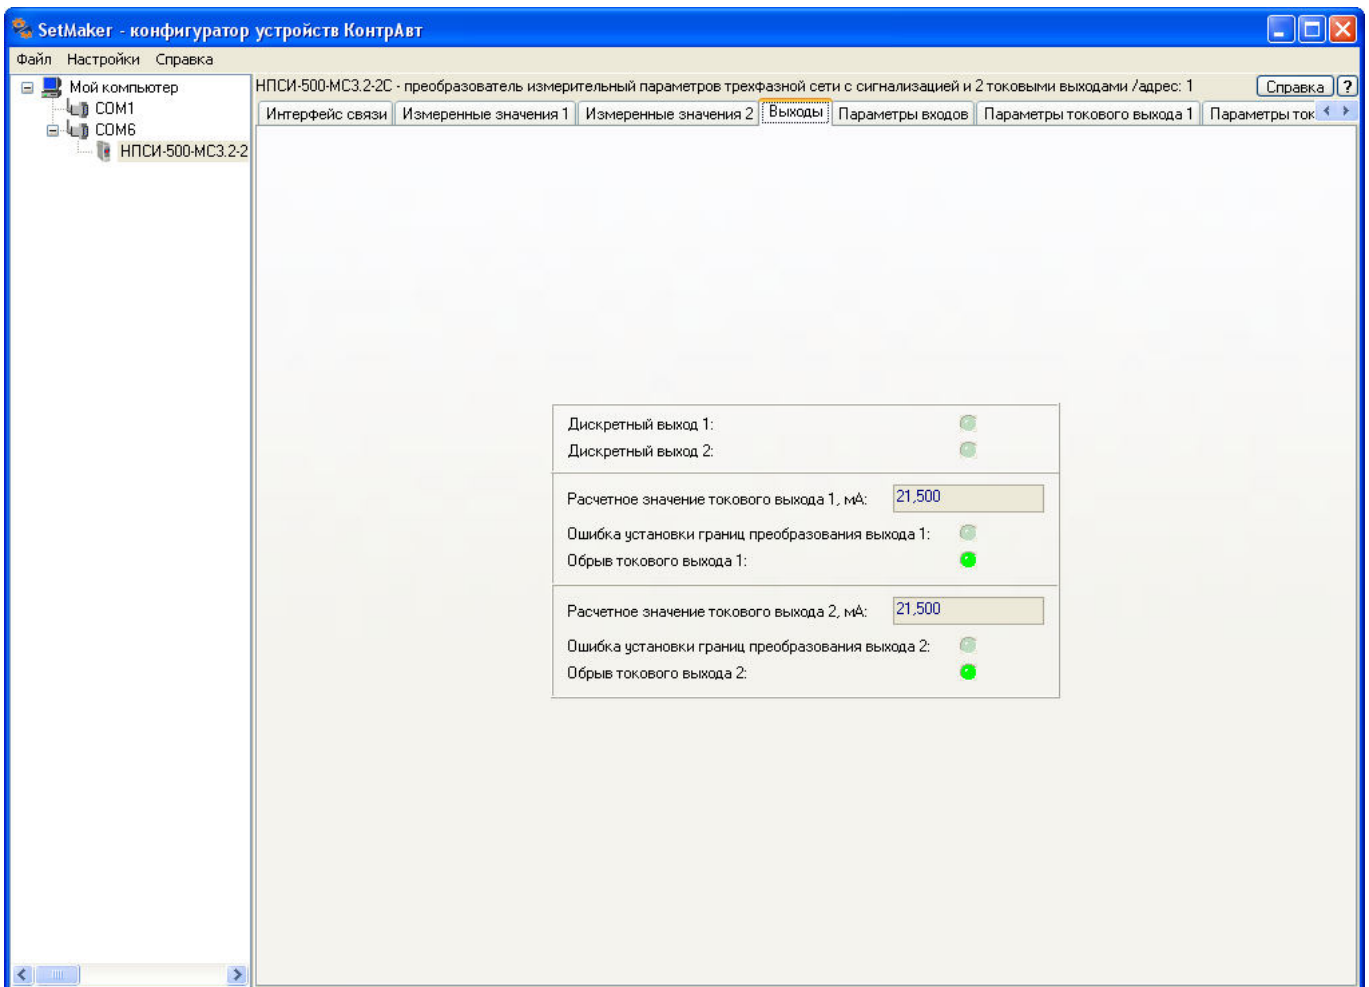 SetMaker - конфигуратор устройств КонтрАвт
Файл Настройки Справка
Мой компьютер
COM1
COM6
НПСИ-500-МС3.2-2
НПСИ-500-МС3.2-2С - преобразователь измерительный параметров трехфазной сети с сигнализацией и 2 токовыми выходами /адрес: 1
Справка ?
Интерфейс связи Измеренные значения 1 Измеренные значения 2 Выходы Параметры входов Параметры токового выхода 1 Параметры ток
Дискретный выход 1:
Дискретный выход 2:
Расчетное значение токового выхода 1, мА: 21,500
Ошибка установки границ преобразования выхода 1:
Обрыв токового выхода 1:
Расчетное значение токового выхода 2, мА: 21,500
Ошибка установки границ преобразования выхода 2:
Обрыв токового выхода 2: